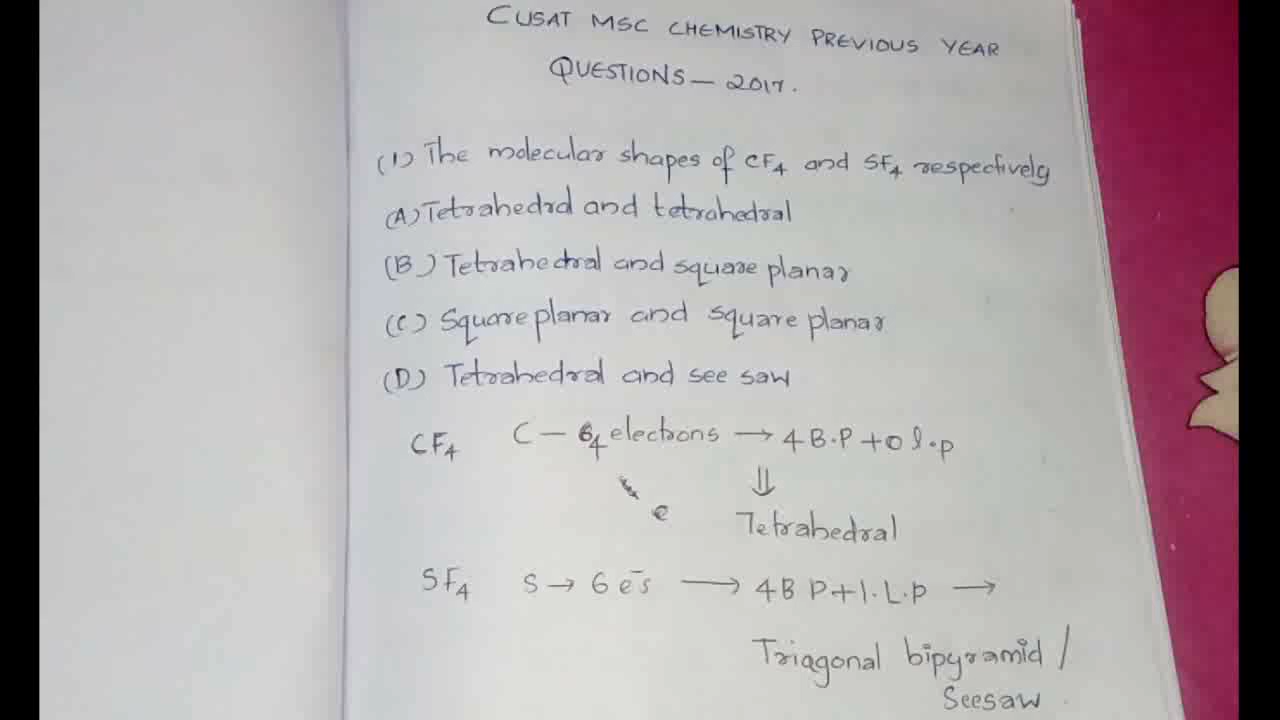 CUSAT MSC CHEMISTRY PREVIOUS YEAR
QUESTIONS — 2017.
(1) The molecular shapes of CF4 and SF4 respectively
(A) Tetrahedral and tetrahedral
(B) Tetrahedral and square planar
(C) Square planar and square planar
(D) Tetrahedral and see saw
CF4 C — 4 electrons → 4 B.P + 0 l.p
⇓
e
Tetrahedral
SF4 S → 6 e⁻s → 4B P + 1. L.P →
Triagonal bipyramid /
Seesaw